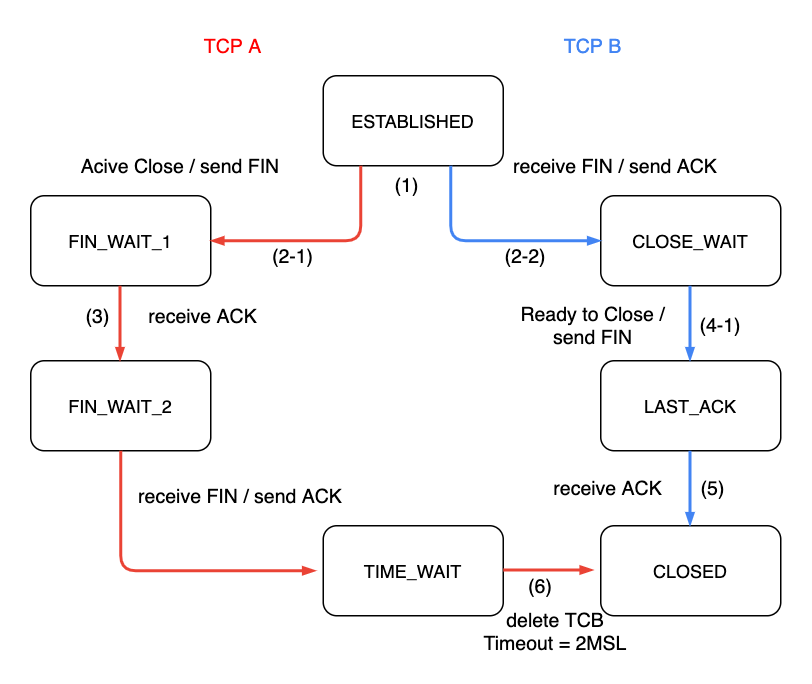 TCP A
TCP B
ESTABLISHED
Acive Close / send FIN
(1)
receive FIN / send ACK
FIN_WAIT_1
(2-1)
(2-2)
CLOSE_WAIT
(3)
receive ACK
Ready to Close /
send FIN
(4-1)
FIN_WAIT_2
LAST_ACK
receive FIN / send ACK
receive ACK
(5)
TIME_WAIT
(6)
CLOSED
delete TCB
Timeout = 2MSL